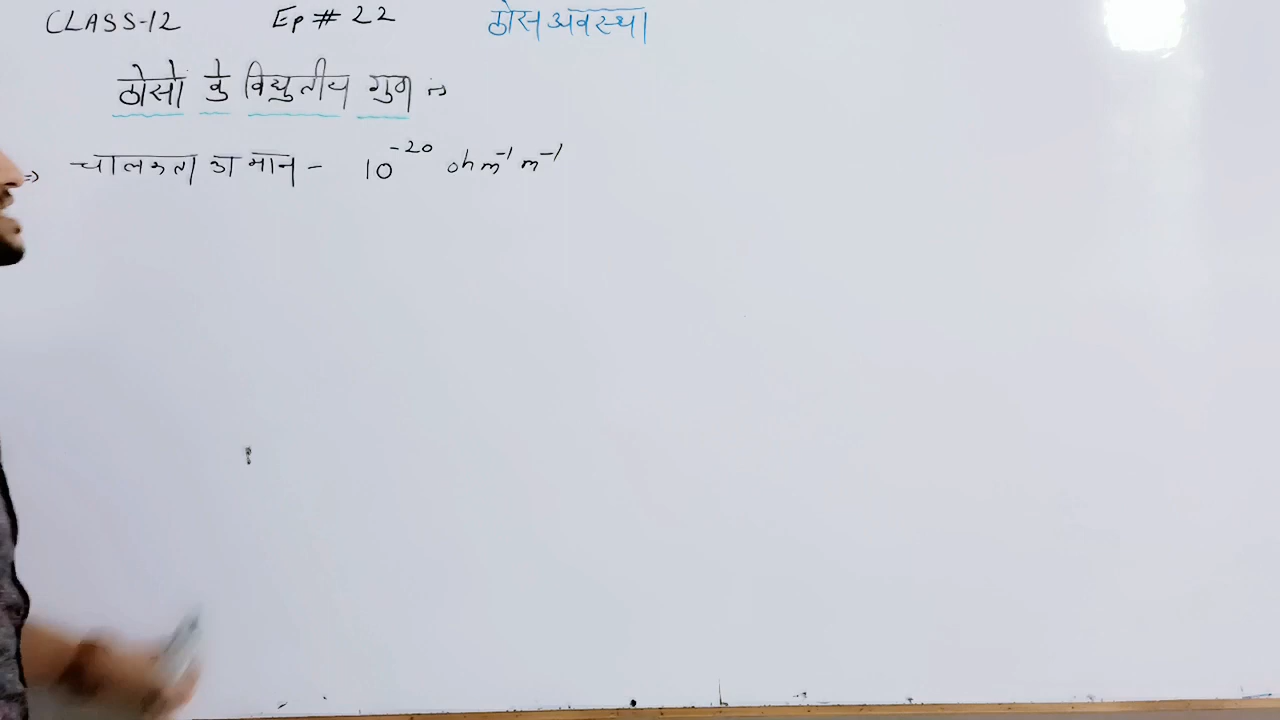 CLASS-12 Ep # 22 ठोस अवस्था
ठोसों के विद्युतीय गुण :→
⇒ चालकता का मान - 10⁻²⁰ ohm⁻¹ m⁻¹